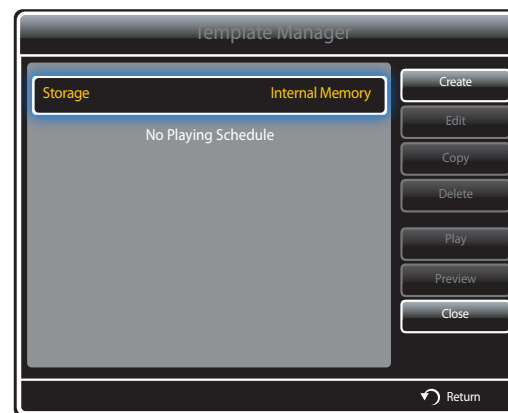 Template Manager
Storage Internal Memory
No Playing Schedule
Create
Edit
Copy
Delete
Play
Preview
Close
Return